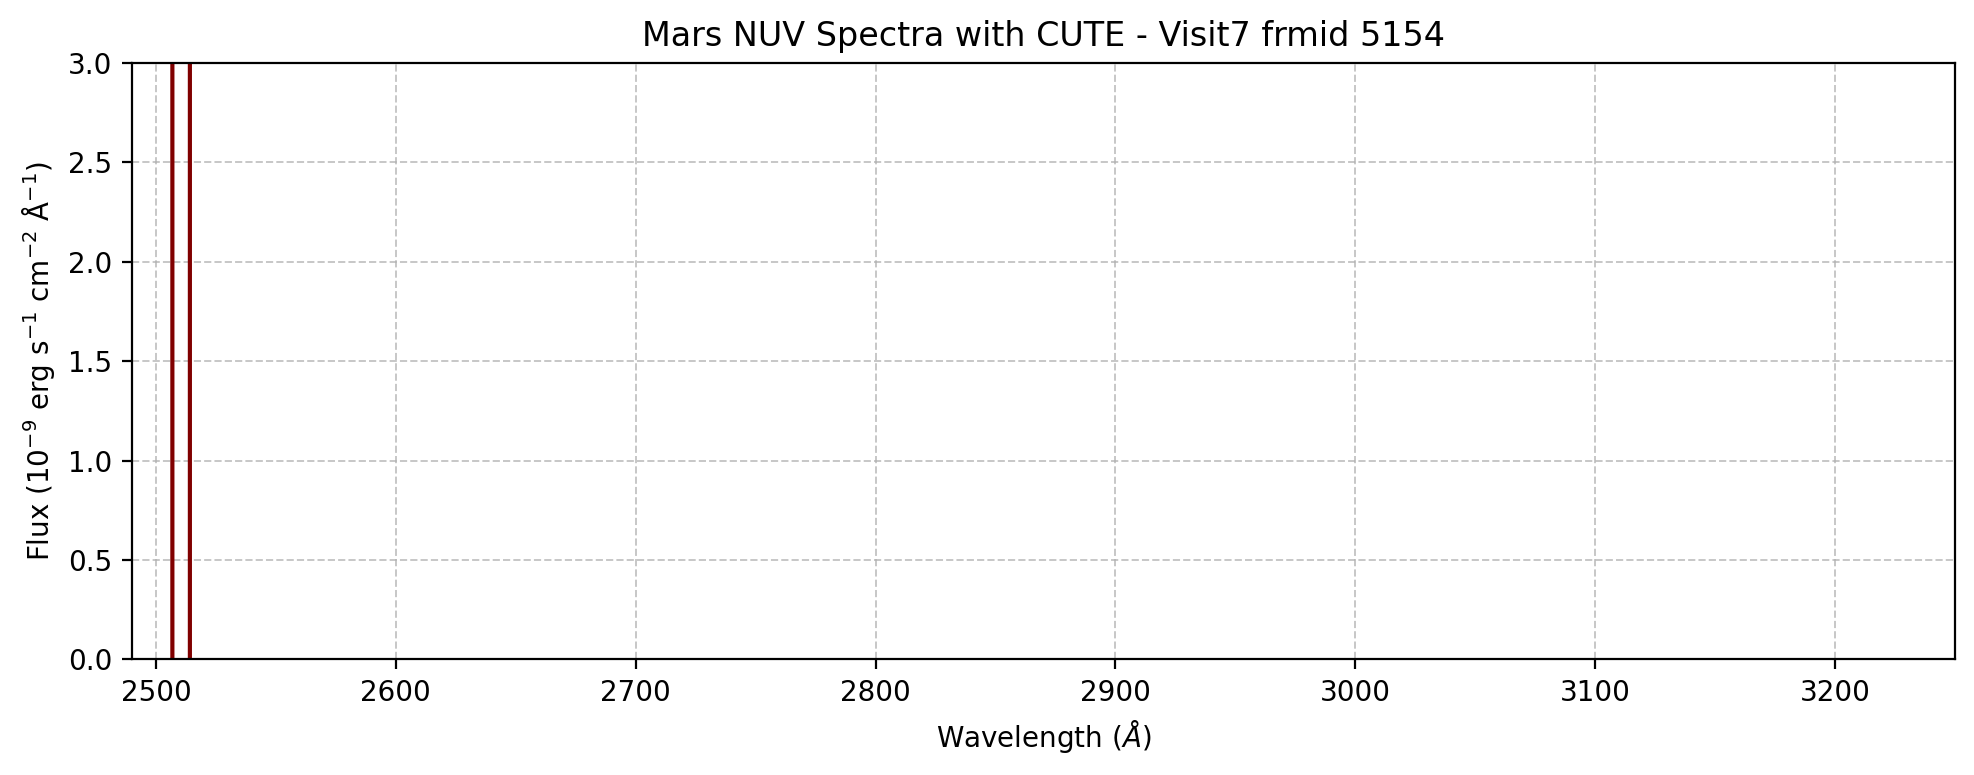 Mars NUV Spectra with CUTE - Visit7 frmid 5154
Flux (10⁻⁹ erg s⁻¹ cm⁻² Å⁻¹)
3.0
2.5
2.0
1.5
1.0
0.5
0.0
2500 2600 2700 2800 2900 3000 3100 3200
Wavelength (Å)